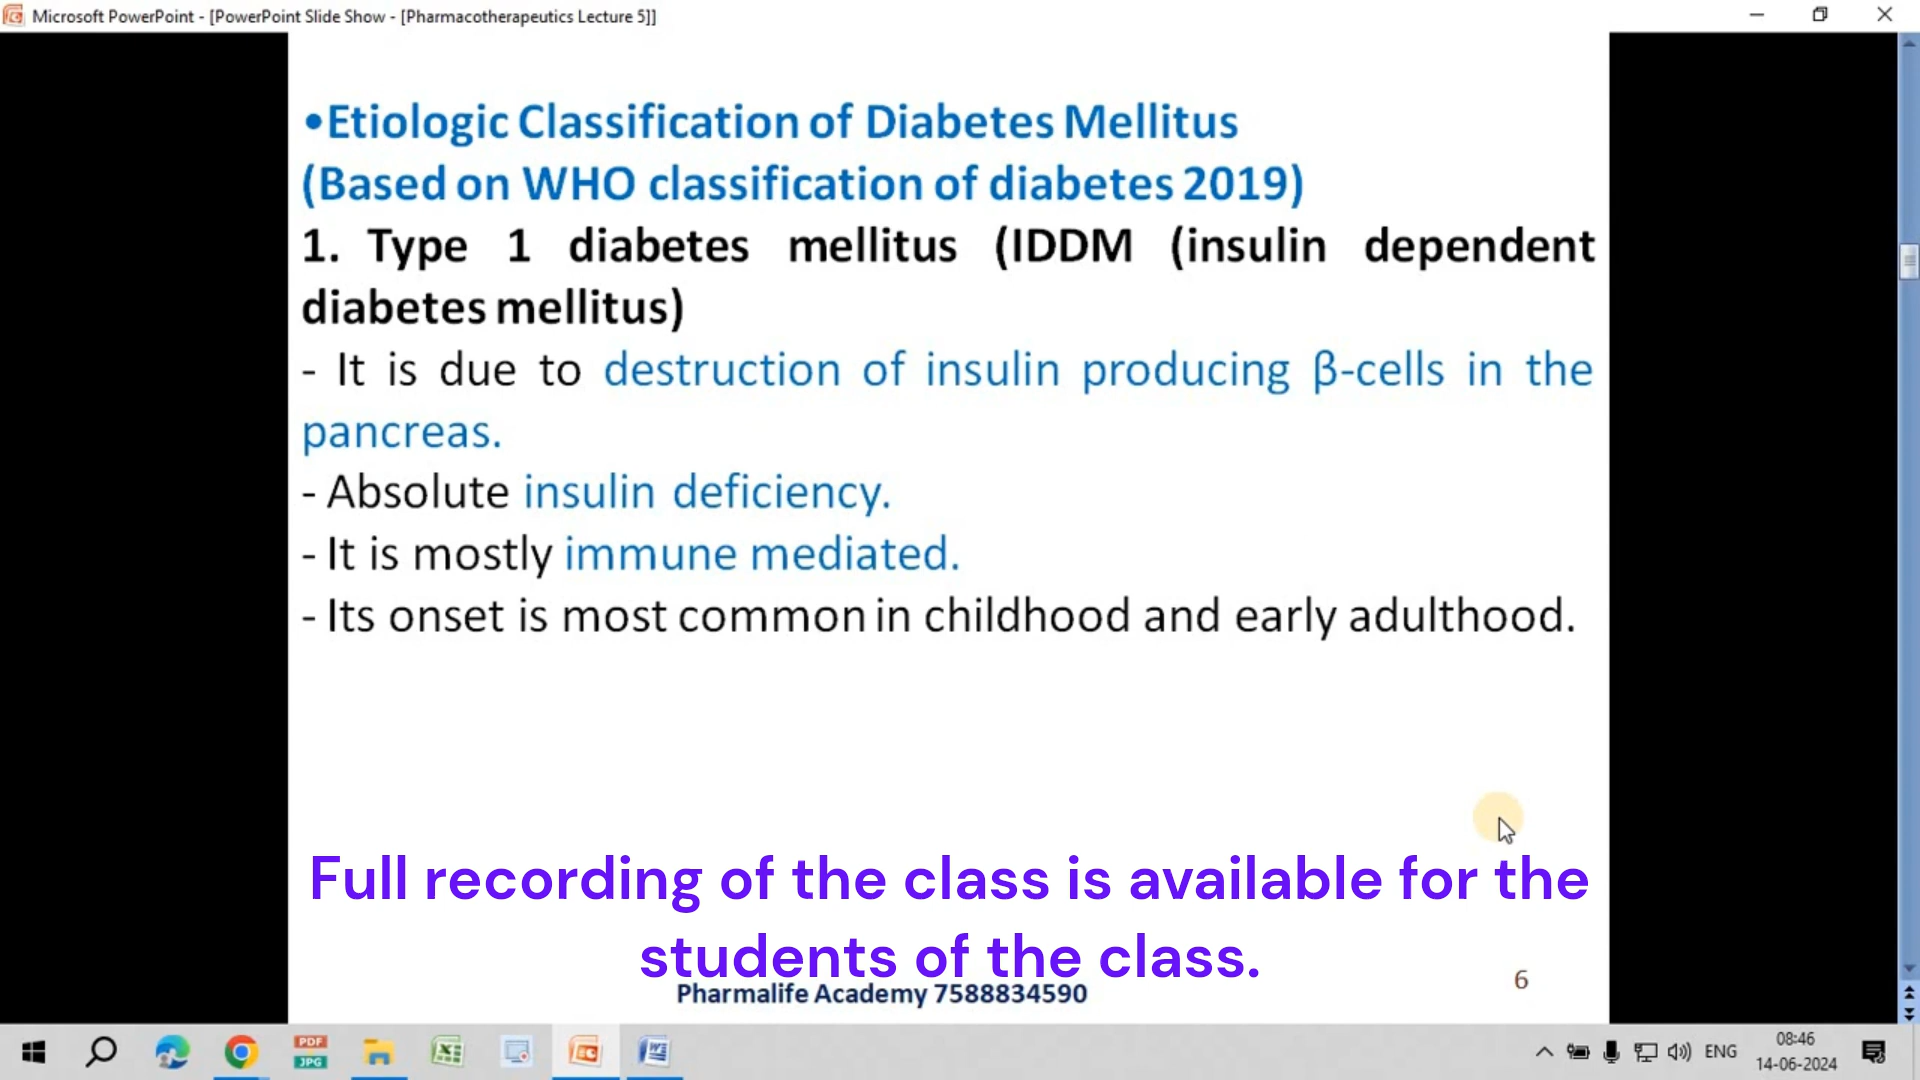 Microsoft PowerPoint - [PowerPoint Slide Show - [Pharmacotherapeutics Lecture 5]]
•Etiologic Classification of Diabetes Mellitus
(Based on WHO classification of diabetes 2019)
1. Type 1 diabetes mellitus (IDDM (insulin dependent
diabetes mellitus)
- It is due to destruction of insulin producing β-cells in the
pancreas.
- Absolute insulin deficiency.
- It is mostly immune mediated.
- Its onset is most common in childhood and early adulthood.
Full recording of the class is available for the
students of the class.
Pharmalife Academy 7588834590
6
PDF
JPG
ENG
08:46
14-06-2024